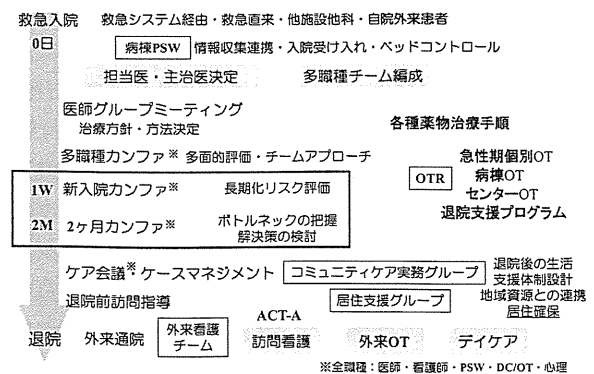 救急入院 救急システム経由・救急直来・他施設他科・自院外来患者
0日 病棟PSW 情報収集連携・入院受け入れ・ベッドコントロール
担当医・主治医決定 多職種チーム編成
医師グループミーティング
治療方針・方法決定
各種薬物治療手順
多職種カンファ※ 多面的評価・チームアプローチ
急性期個別OT
OTR 病棟OT
センターOT
退院支援プログラム
1W 新入院カンファ※ 長期化リスク評価
2M 2ヶ月カンファ※ ボトルネックの把握
解決策の検討
ケア会議※・ケースマネジメント コミュニティケア実務グループ
退院後の生活
支援体制設計
地域資源との連携
居住確保
退院前訪問指導 居住支援グループ
ACT-A
退院 外来通院 外来看護
チーム 訪問看護 外来OT デイケア
※全職種：医師・看護師・PSW・DC/OT・心理